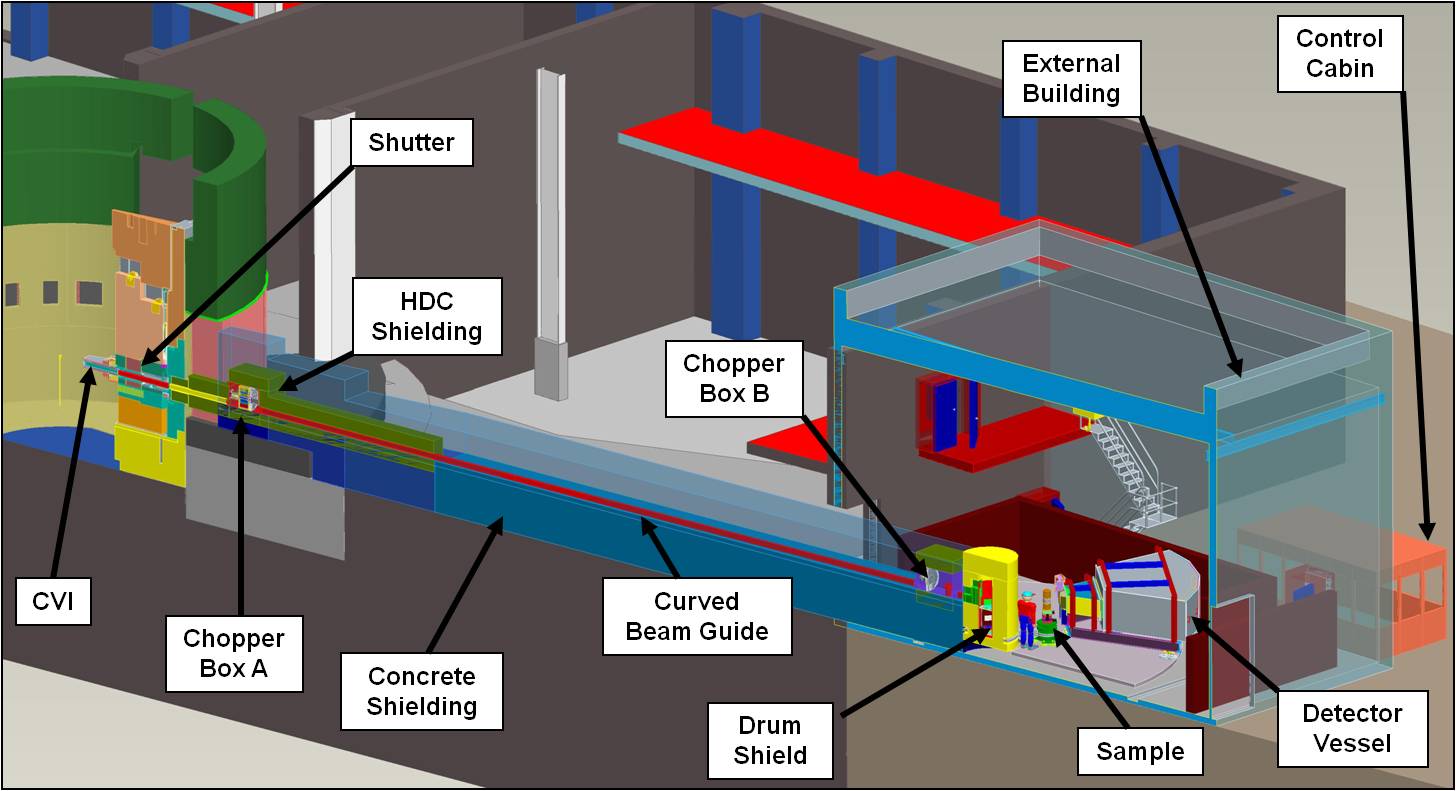 Control
Cabin
External
Building
Shutter
HDC
Shielding
Chopper
Box B
CVI
Chopper
Box A
Curved
Beam Guide
Concrete
Shielding
Drum
Shield
Sample
Detector
Vessel